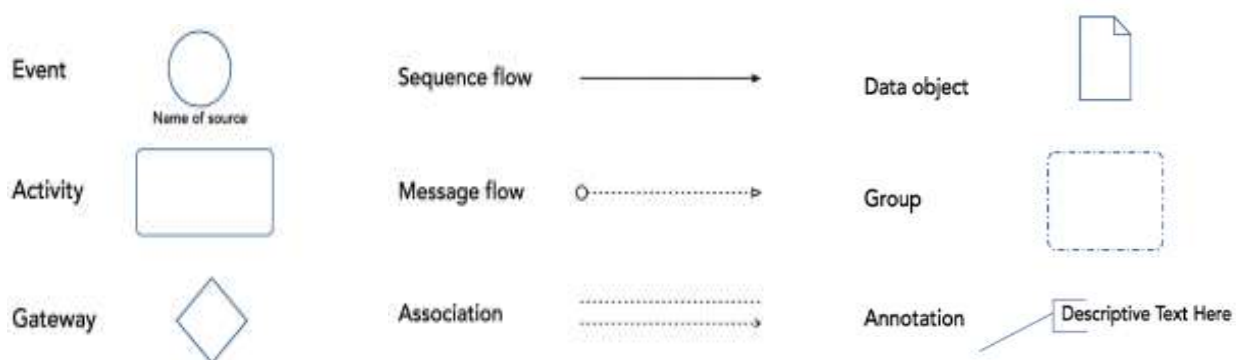 Event
Name of source
Sequence flow
Data object
Activity
Message flow
Group
Gateway
Association
Annotation
Descriptive Text Here